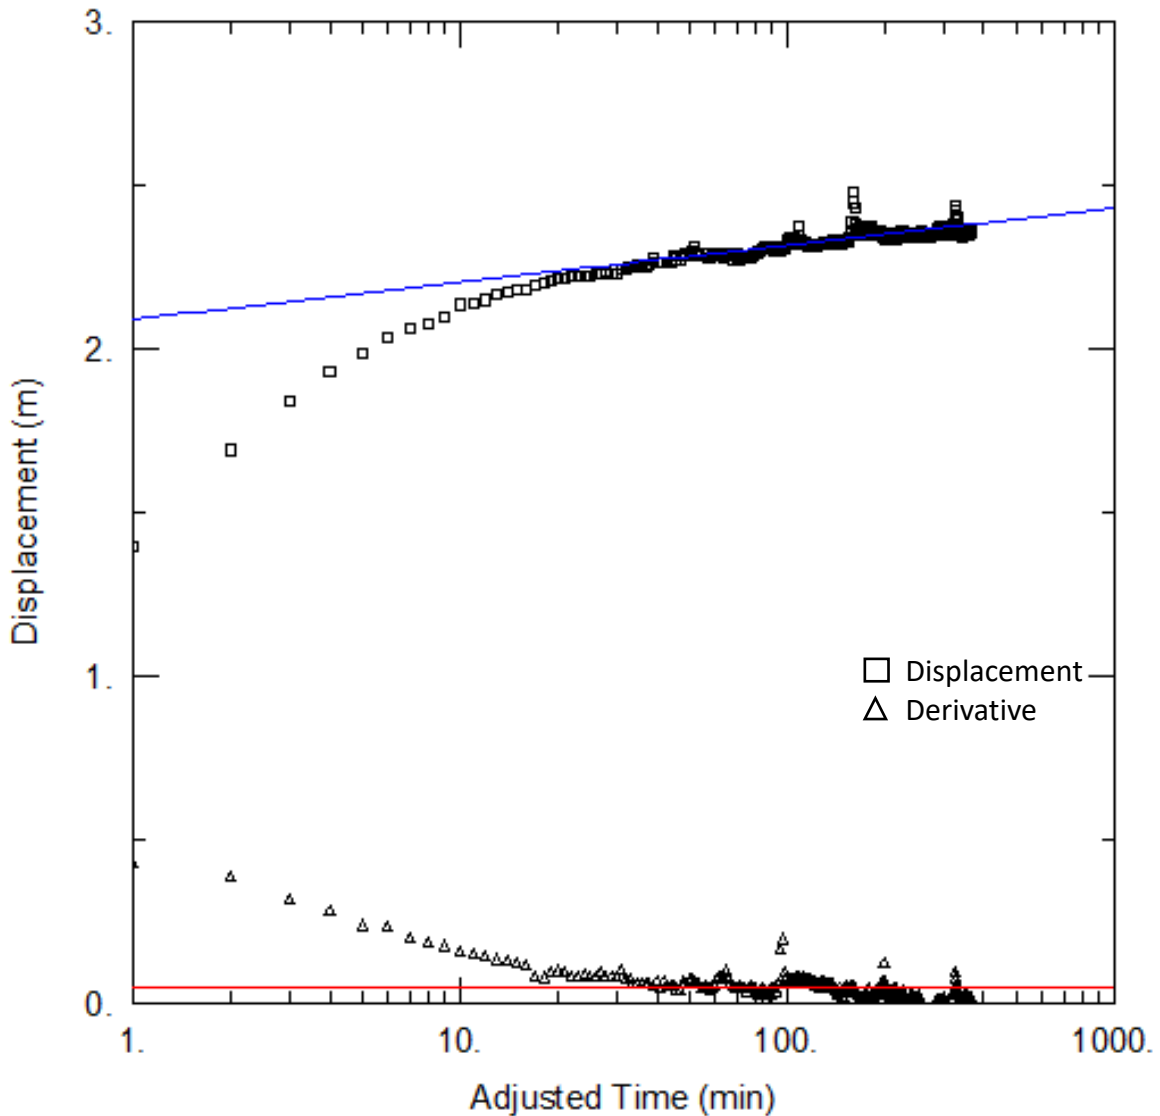 3.
2.
1.
0.
Displacement (m)
Displacement
Derivative
1.
10.
100.
1000.
Adjusted Time (min)